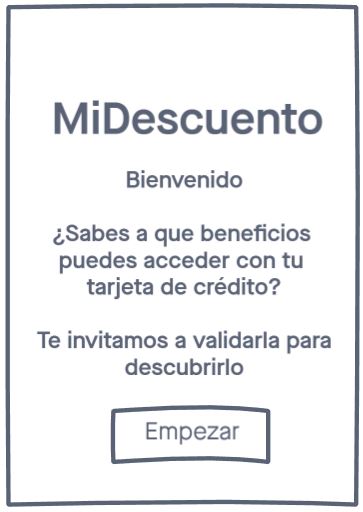 MiDescuento
Bienvenido
¿Sabes a que beneficios
puedes acceder con tu
tarjeta de crédito?
Te invitamos a validarla para
descubrirlo
Empezar